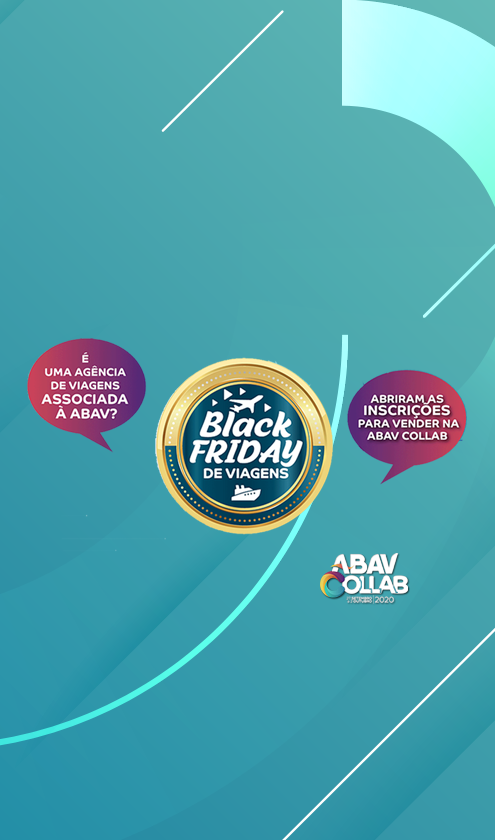 É
UMA AGÊNCIA
DE VIAGENS
ASSOCIADA
À ABAV?
Black
FRIDAY
DE VIAGENS
ABRIRAM AS
INSCRIÇÕES
PARA VENDER NA
ABAV COLLAB
ABAV
COLLAB
2020